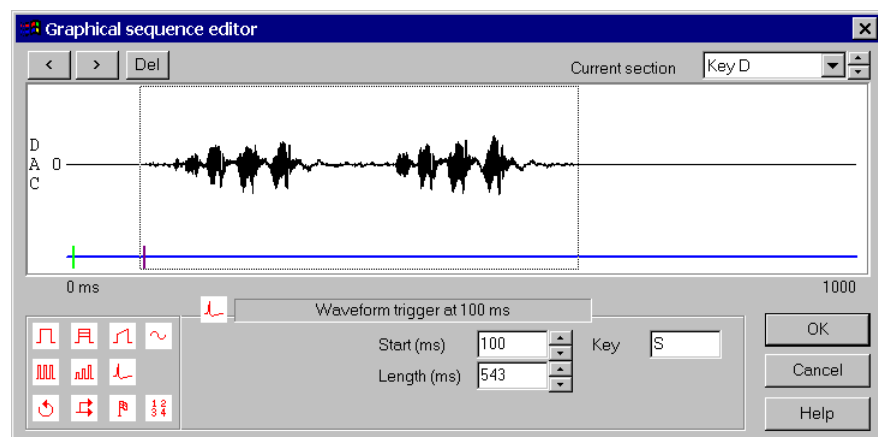 Graphical sequence editor
< > Del Current section Key D
D
A 0
C
0 ms 1000
Waveform trigger at 100 ms
Start (ms) 100 Key S
Length (ms) 543
OK
Cancel
Help
1 2
3 4